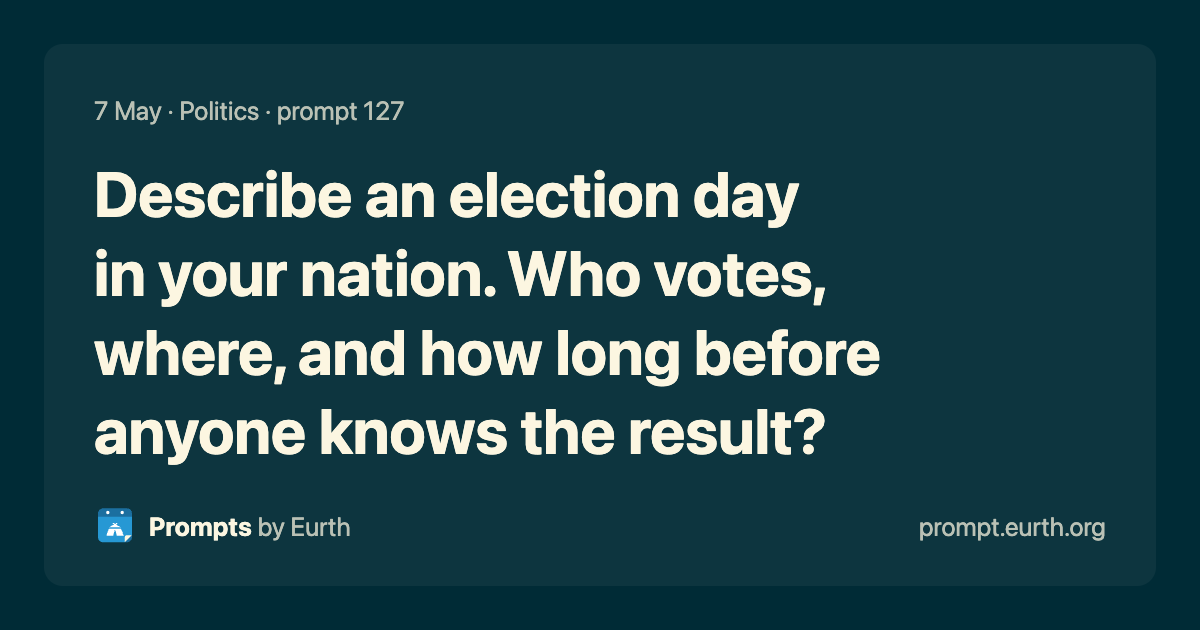 7 May · Politics · prompt 127
Describe an election day
in your nation. Who votes,
where, and how long before
anyone knows the result?
Prompts by Eurth
prompt.eurth.org